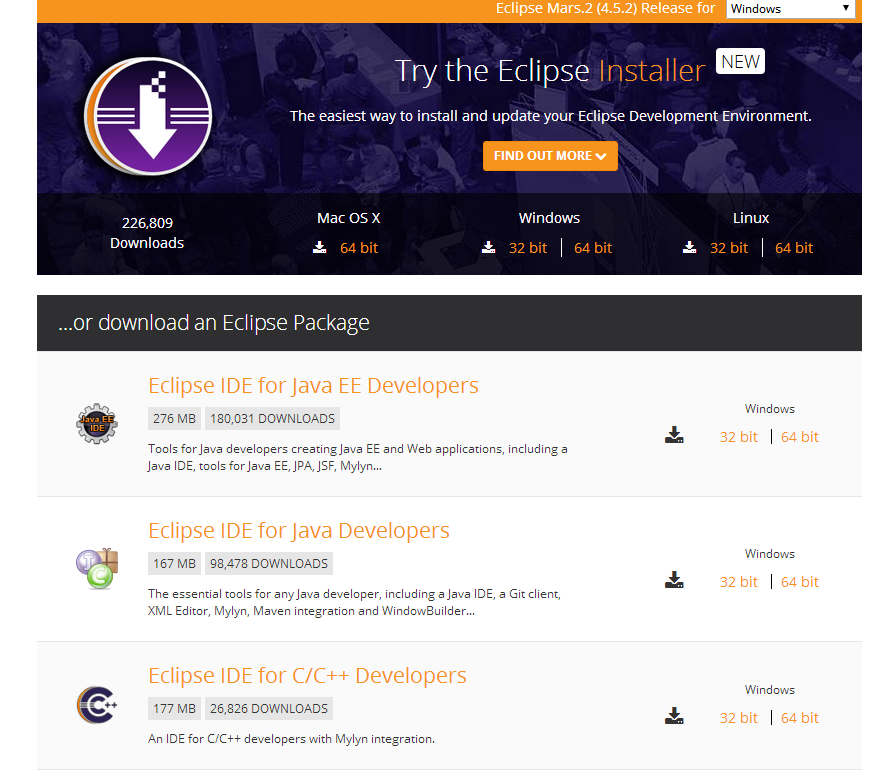 Eclipse Mars.2 (4.5.2) Release for Windows
Try the Eclipse Installer NEW
The easiest way to install and update your Eclipse Development Environment.
FIND OUT MORE
226,809
Downloads
Mac OS X
64 bit
Windows
32 bit 64 bit
Linux
32 bit 64 bit
...or download an Eclipse Package
Java EE
IDE
Eclipse IDE for Java EE Developers
276 MB 180,031 DOWNLOADS
Tools for Java developers creating Java EE and Web applications, including a
Java IDE, tools for Java EE, JPA, JSF, Mylyn...
Windows
32 bit 64 bit
J
C
Eclipse IDE for Java Developers
167 MB 98,478 DOWNLOADS
The essential tools for any Java developer, including a Java IDE, a Git client,
XML Editor, Mylyn, Maven integration and WindowBuilder...
Windows
32 bit 64 bit
C++
Eclipse IDE for C/C++ Developers
177 MB 26,826 DOWNLOADS
An IDE for C/C++ developers with Mylyn integration.
Windows
32 bit 64 bit